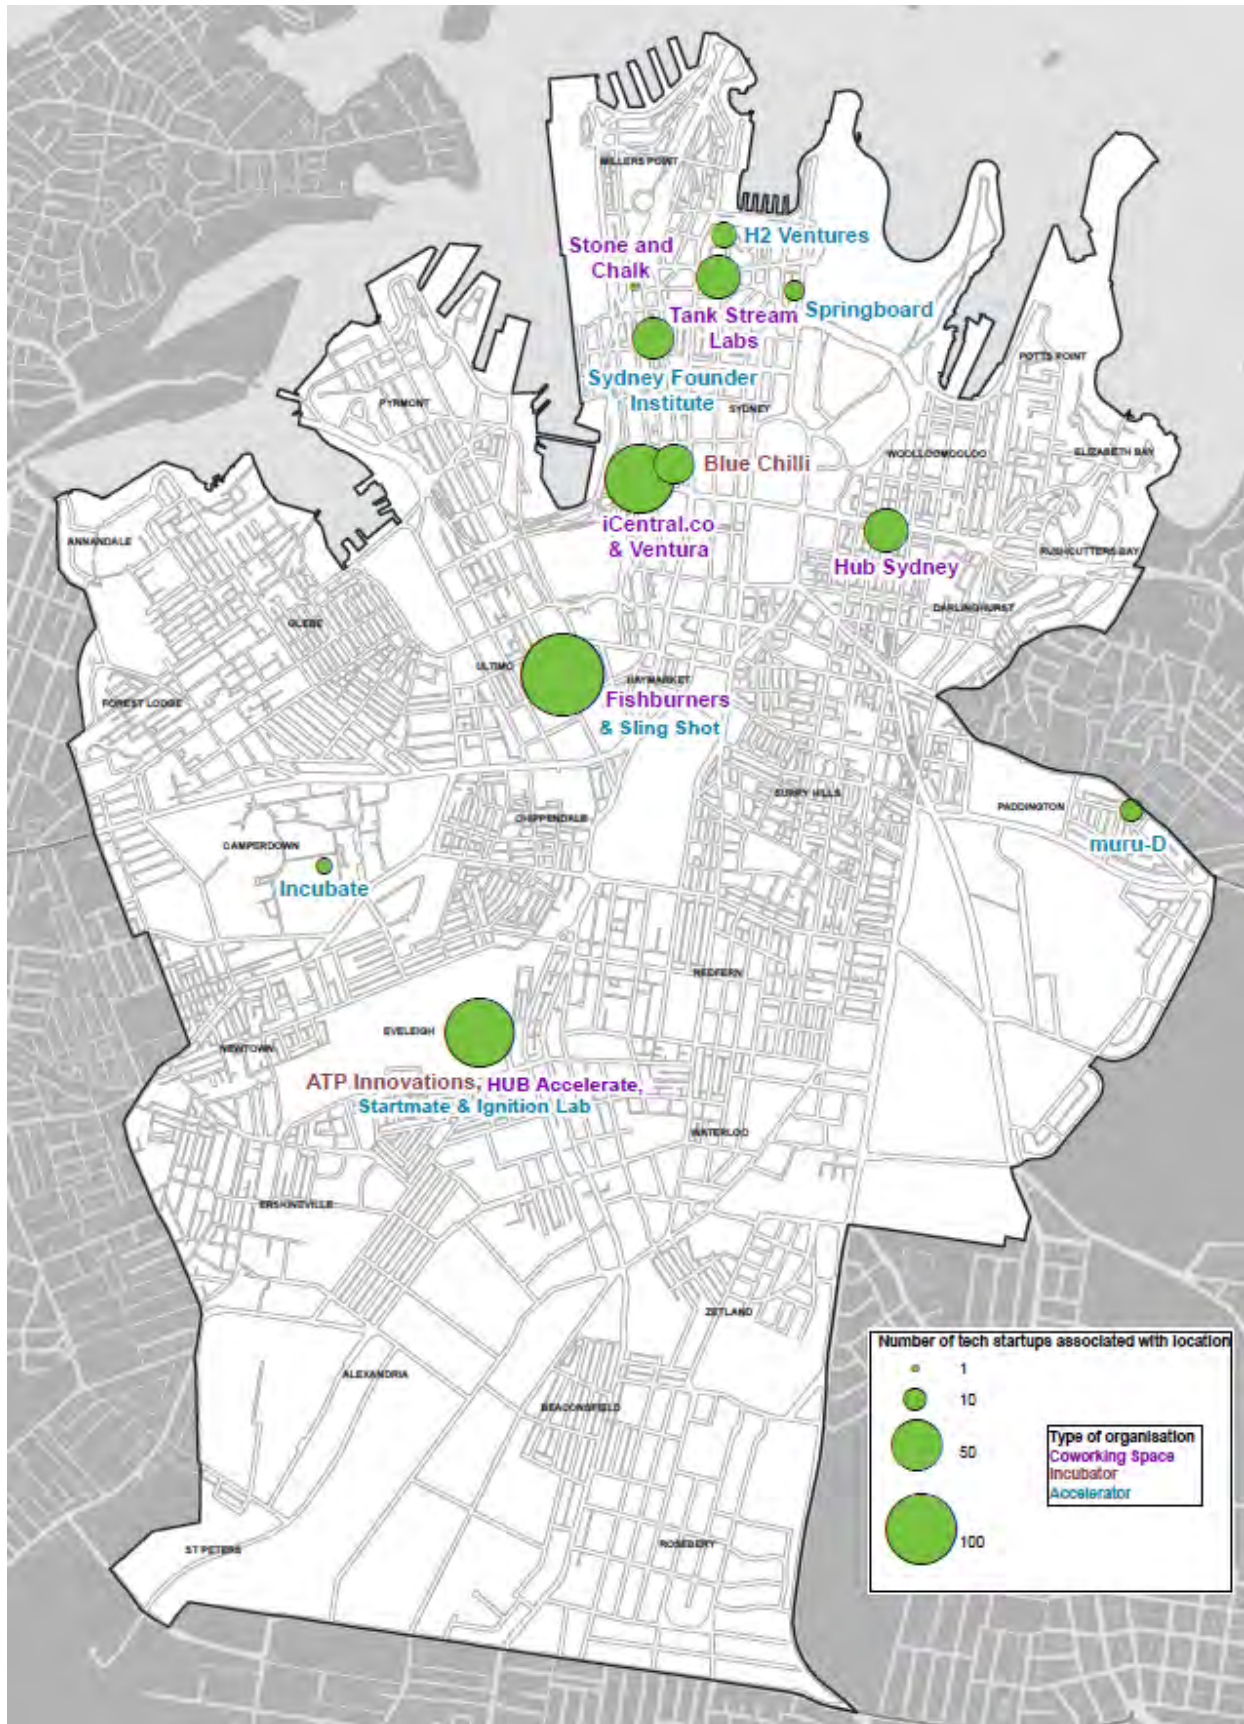 MILLERS POINT
H2 Ventures
Stone and
Chalk
Springboard
Tank Stream
Labs
POTTS POINT
Sydney Founder
Institute
SYDNEY
PYRMONT
WOOLLOOMOOLOO
ELIZABETH BAY
Blue Chilli
iCentral.co
& Ventura
ANNANDALE
RUSHCUTTERS BAY
Hub Sydney
DARLINGHURST
GLEBE
ULTIMO
HAYMARKET
Fishburners
& Sling Shot
FOREST LODGE
SURRY HILLS
PADDINGTON
CHIPPENDALE
muru-D
CAMPERDOWN
Incubate
REDFERN
EVELEIGH
NEWTOWN
ATP Innovations, HUB Accelerate,
Startmate & Ignition Lab
WATERLOO
ERSKINEVILLE
ZETLAND
Number of tech startups associated with location
1
10
50
100
Type of organisation
Coworking Space
Incubator
Accelerator
ALEXANDRIA
BEACONSFIELD
ST PETERS
ROSEBERY